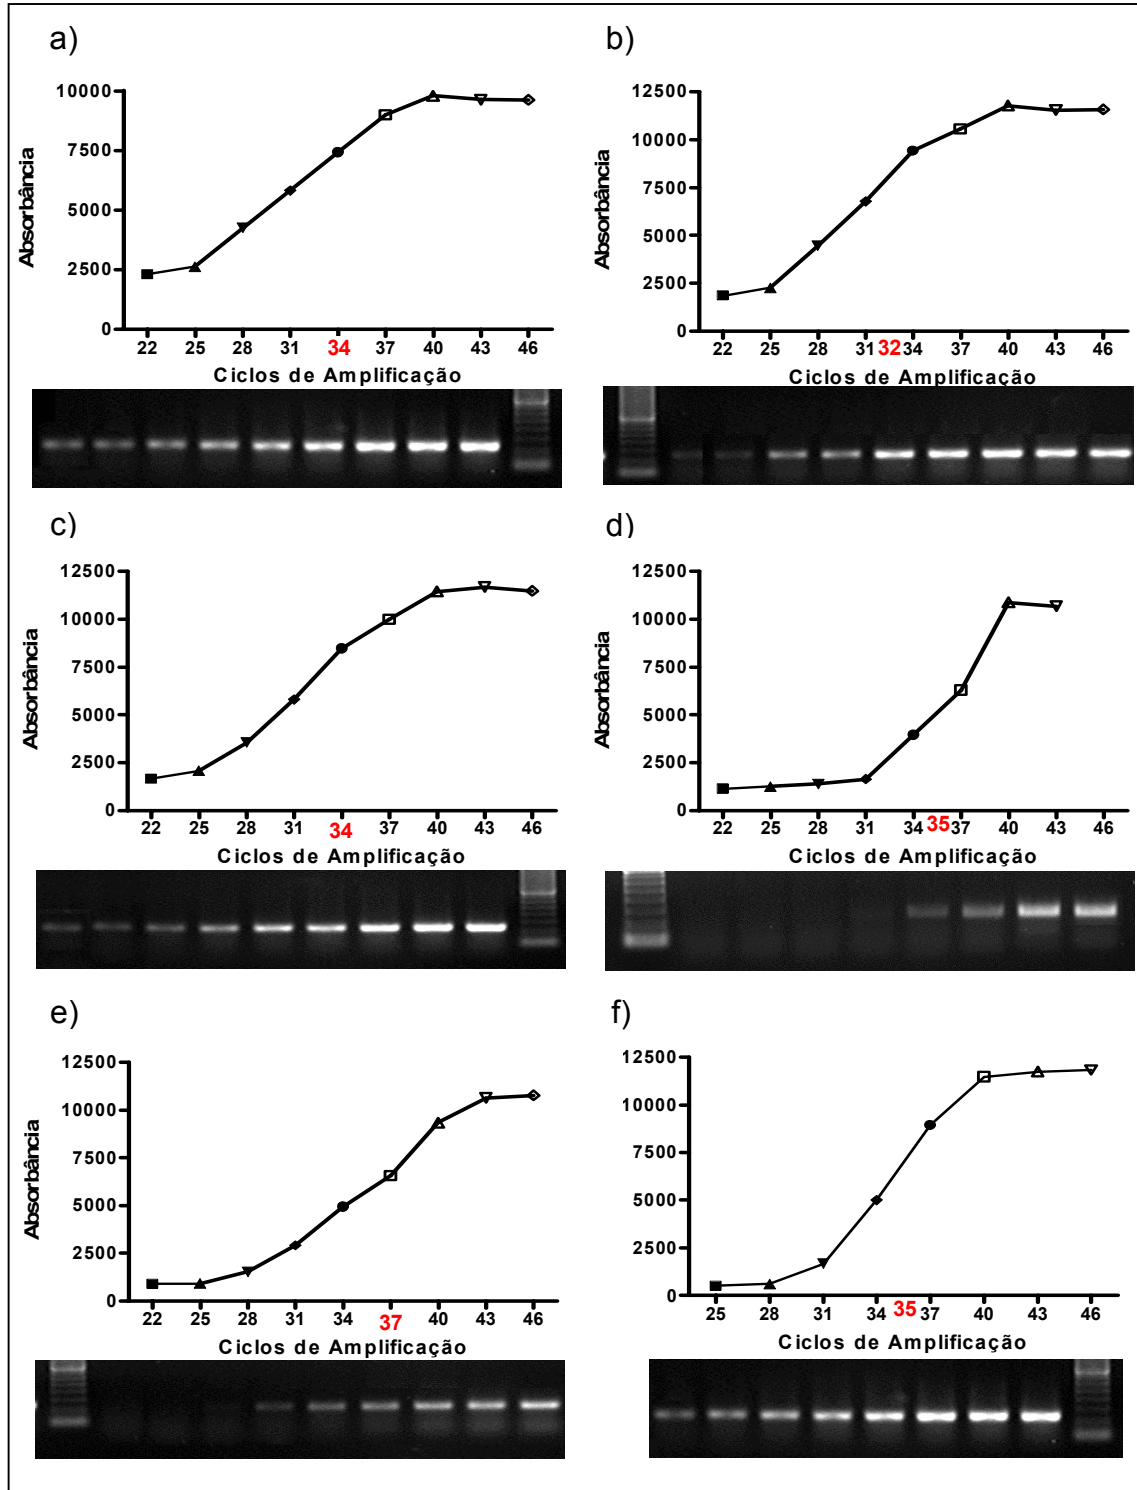 a)
10000
7500
5000
2500
0
Absorbância
22 25 28 31 34 37 40 43 46
Ciclos de Amplificação
b)
12500
10000
7500
5000
2500
0
Absorbância
22 25 28 31 32 34 37 40 43 46
Ciclos de Amplificação
c)
12500
10000
7500
5000
2500
0
Absorbância
22 25 28 31 34 37 40 43 46
Ciclos de Amplificação
d)
12500
10000
7500
5000
2500
0
Absorbância
22 25 28 31 34 35 37 40 43 46
Ciclos de Amplificação
e)
12500
10000
7500
5000
2500
0
Absorbância
22 25 28 31 34 37 40 43 46
Ciclos de Amplificação
f)
12500
10000
7500
5000
2500
0
Absorbância
25 28 31 34 35 37 40 43 46
Ciclos de Amplificação